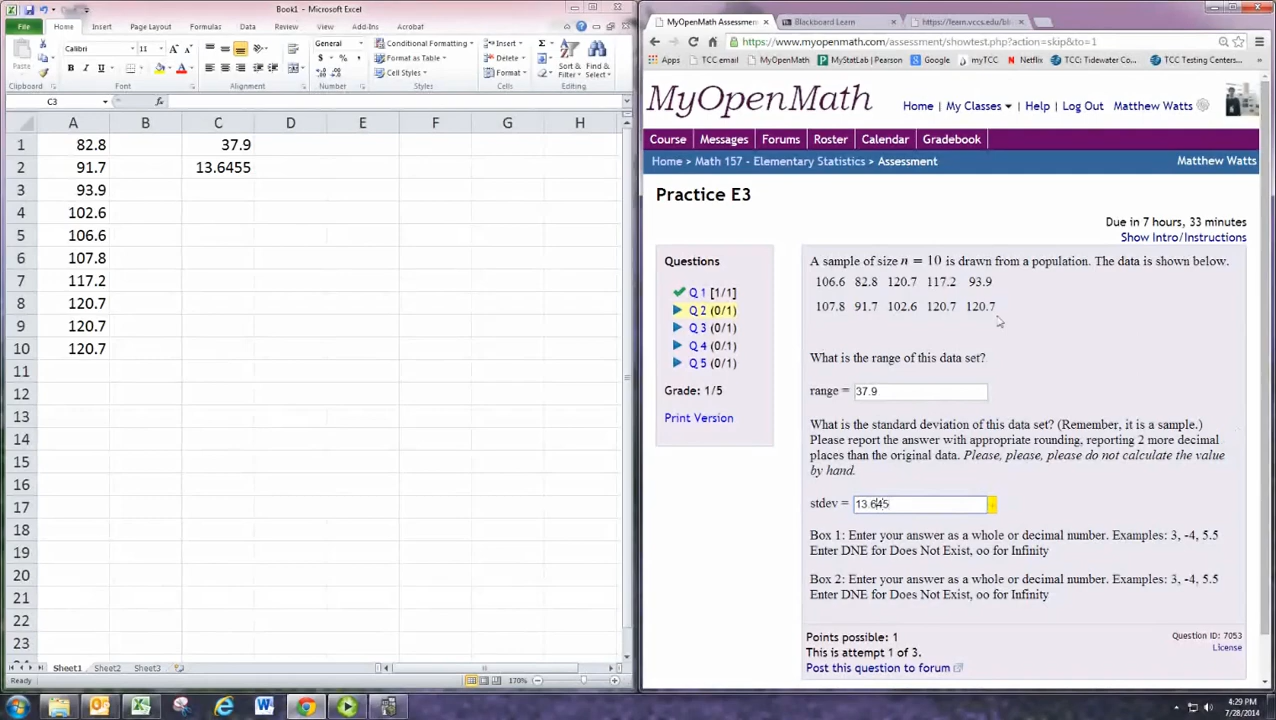 Book1 - Microsoft Excel
File Home Insert Page Layout Formulas Data Review View Add-Ins Acrobat
Paste
Calibri 11 A A General Conditional Formatting Insert Σ
B I U A $ % , Format as Table Delete Sort & Filter Find & Select
Cell Styles Format
Clipboard Font Alignment Number Styles Cells Editing
C3 fx
A B C D E F G H
1 82.8 37.9
2 91.7 13.6455
3 93.9
4 102.6
5 106.6
6 107.8
7 117.2
8 120.7
9 120.7
10 120.7
11
12
13
14
15
16
17
18
19
20
21
22
23
Sheet1 Sheet2 Sheet3
Ready 170%
MyOpenMath Assessmen Blackboard Learn https://learn.vccs.edu/bb
https://www.myopenmath.com/assessment/showtest.php?action=skip&to=1
Apps TCC email MyOpenMath MyStatLab | Pearson Google myTCC Netflix TCC: Tidewater Co... TCC Testing Centers...
MyOpenMath
Home | My Classes | Help | Log Out Matthew Watts
Course Messages Forums Roster Calendar Gradebook
Home > Math 157 - Elementary Statistics > Assessment Matthew Watts
Practice E3
Due in 7 hours, 33 minutes
Show Intro/Instructions
Questions
Q 1 [1/1]
Q 2 (0/1)
Q 3 (0/1)
Q 4 (0/1)
Q 5 (0/1)
Grade: 1/5
Print Version
A sample of size n = 10 is drawn from a population. The data is shown below.
106.6 82.8 120.7 117.2 93.9
107.8 91.7 102.6 120.7 120.7
What is the range of this data set?
range = 37.9
What is the standard deviation of this data set? (Remember, it is a sample.)
Please report the answer with appropriate rounding, reporting 2 more decimal
places than the original data. Please, please, please do not calculate the value
by hand.
stdev = 13.645
Box 1: Enter your answer as a whole or decimal number. Examples: 3, -4, 5.5
Enter DNE for Does Not Exist, oo for Infinity
Box 2: Enter your answer as a whole or decimal number. Examples: 3, -4, 5.5
Enter DNE for Does Not Exist, oo for Infinity
Points possible: 1
This is attempt 1 of 3.
Post this question to forum
Question ID: 7053
License
4:29 PM
7/28/2014